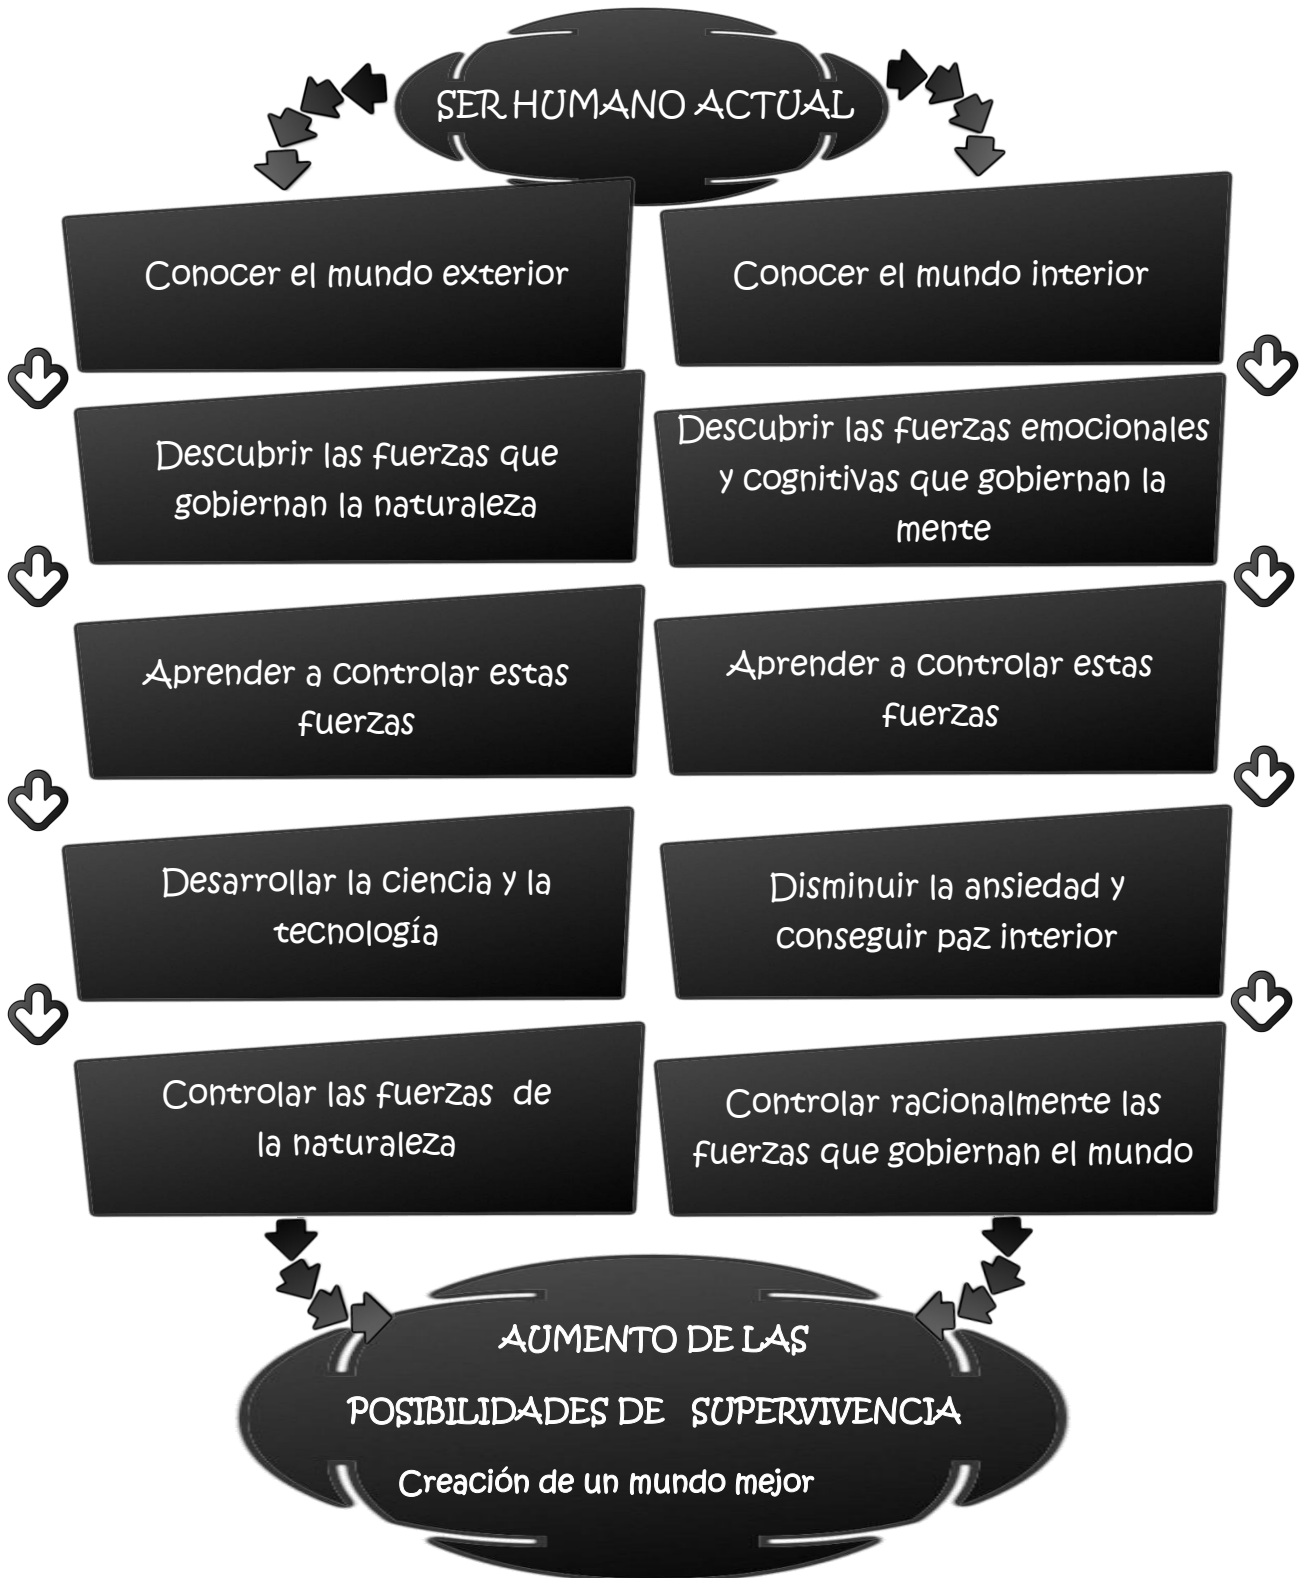 SER HUMANO ACTUAL
Conocer el mundo exterior
Descubrir las fuerzas que
gobiernan la naturaleza
Aprender a controlar estas
fuerzas
Desarrollar la ciencia y la
tecnología
Controlar las fuerzas de
la naturaleza
Conocer el mundo interior
Descubrir las fuerzas emocionales
y cognitivas que gobiernan la
mente
Aprender a controlar estas
fuerzas
Disminuir la ansiedad y
conseguir paz interior
Controlar racionalmente las
fuerzas que gobiernan el mundo
AUMENTO DE LAS
POSIBILIDADES DE SUPERVIVENCIA
Creación de un mundo mejor